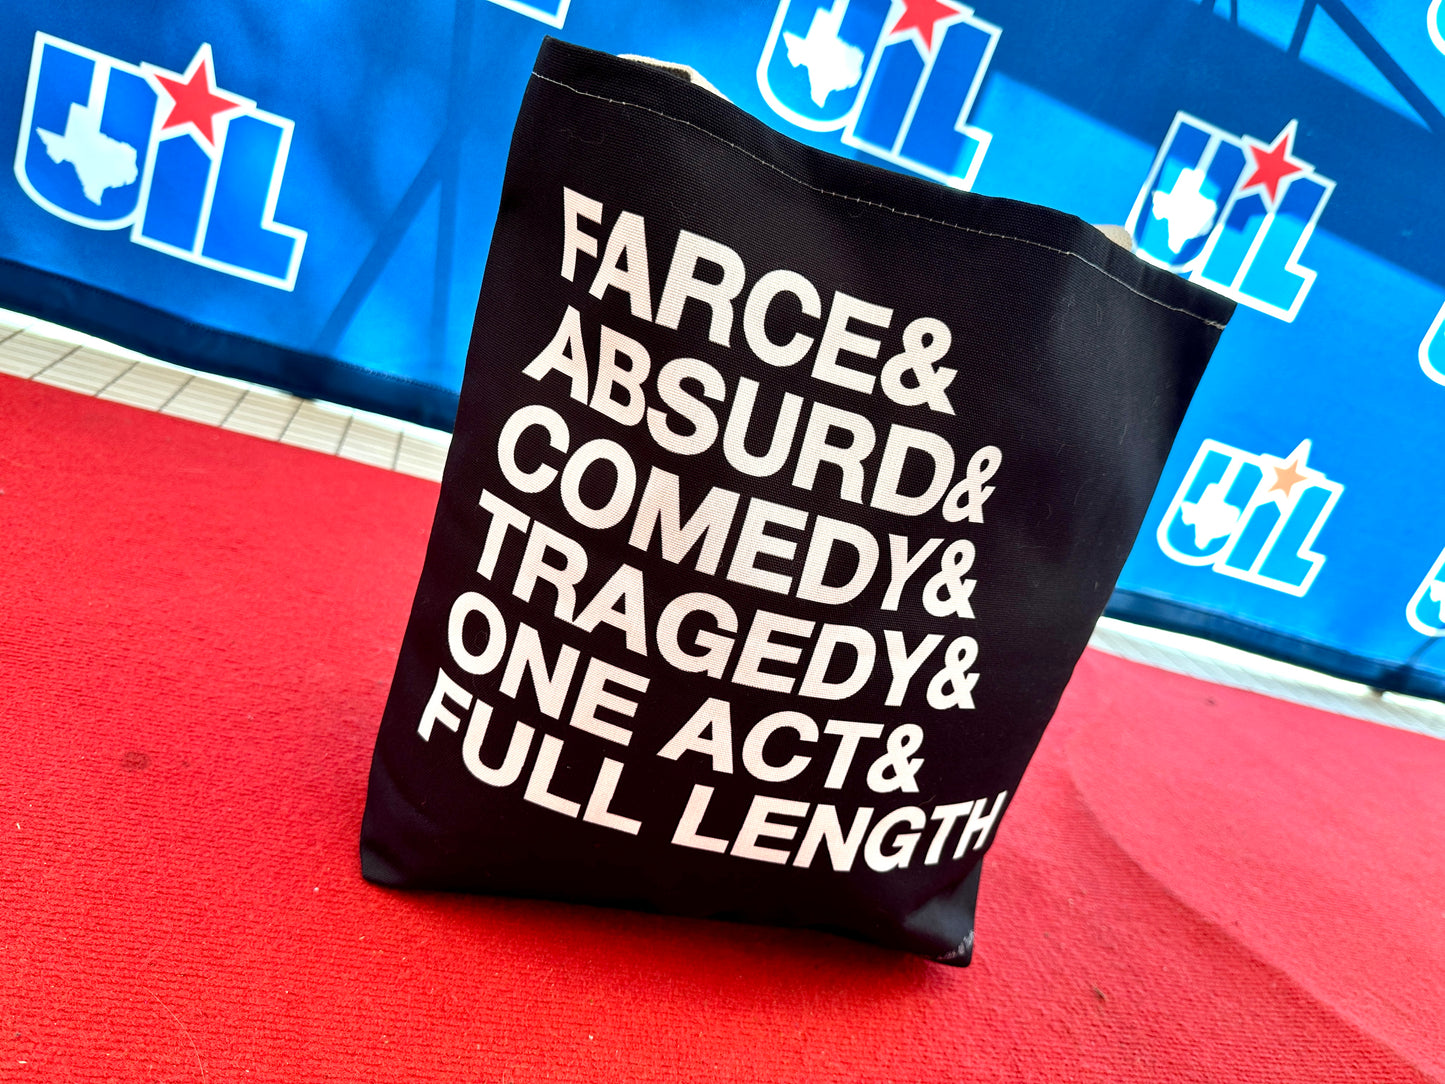 FARCE&
ABSURD&
COMEDY&
TRAGEDY&
ONE ACT&
FULL LENGTH
UIL
UIL
UIL
UIL